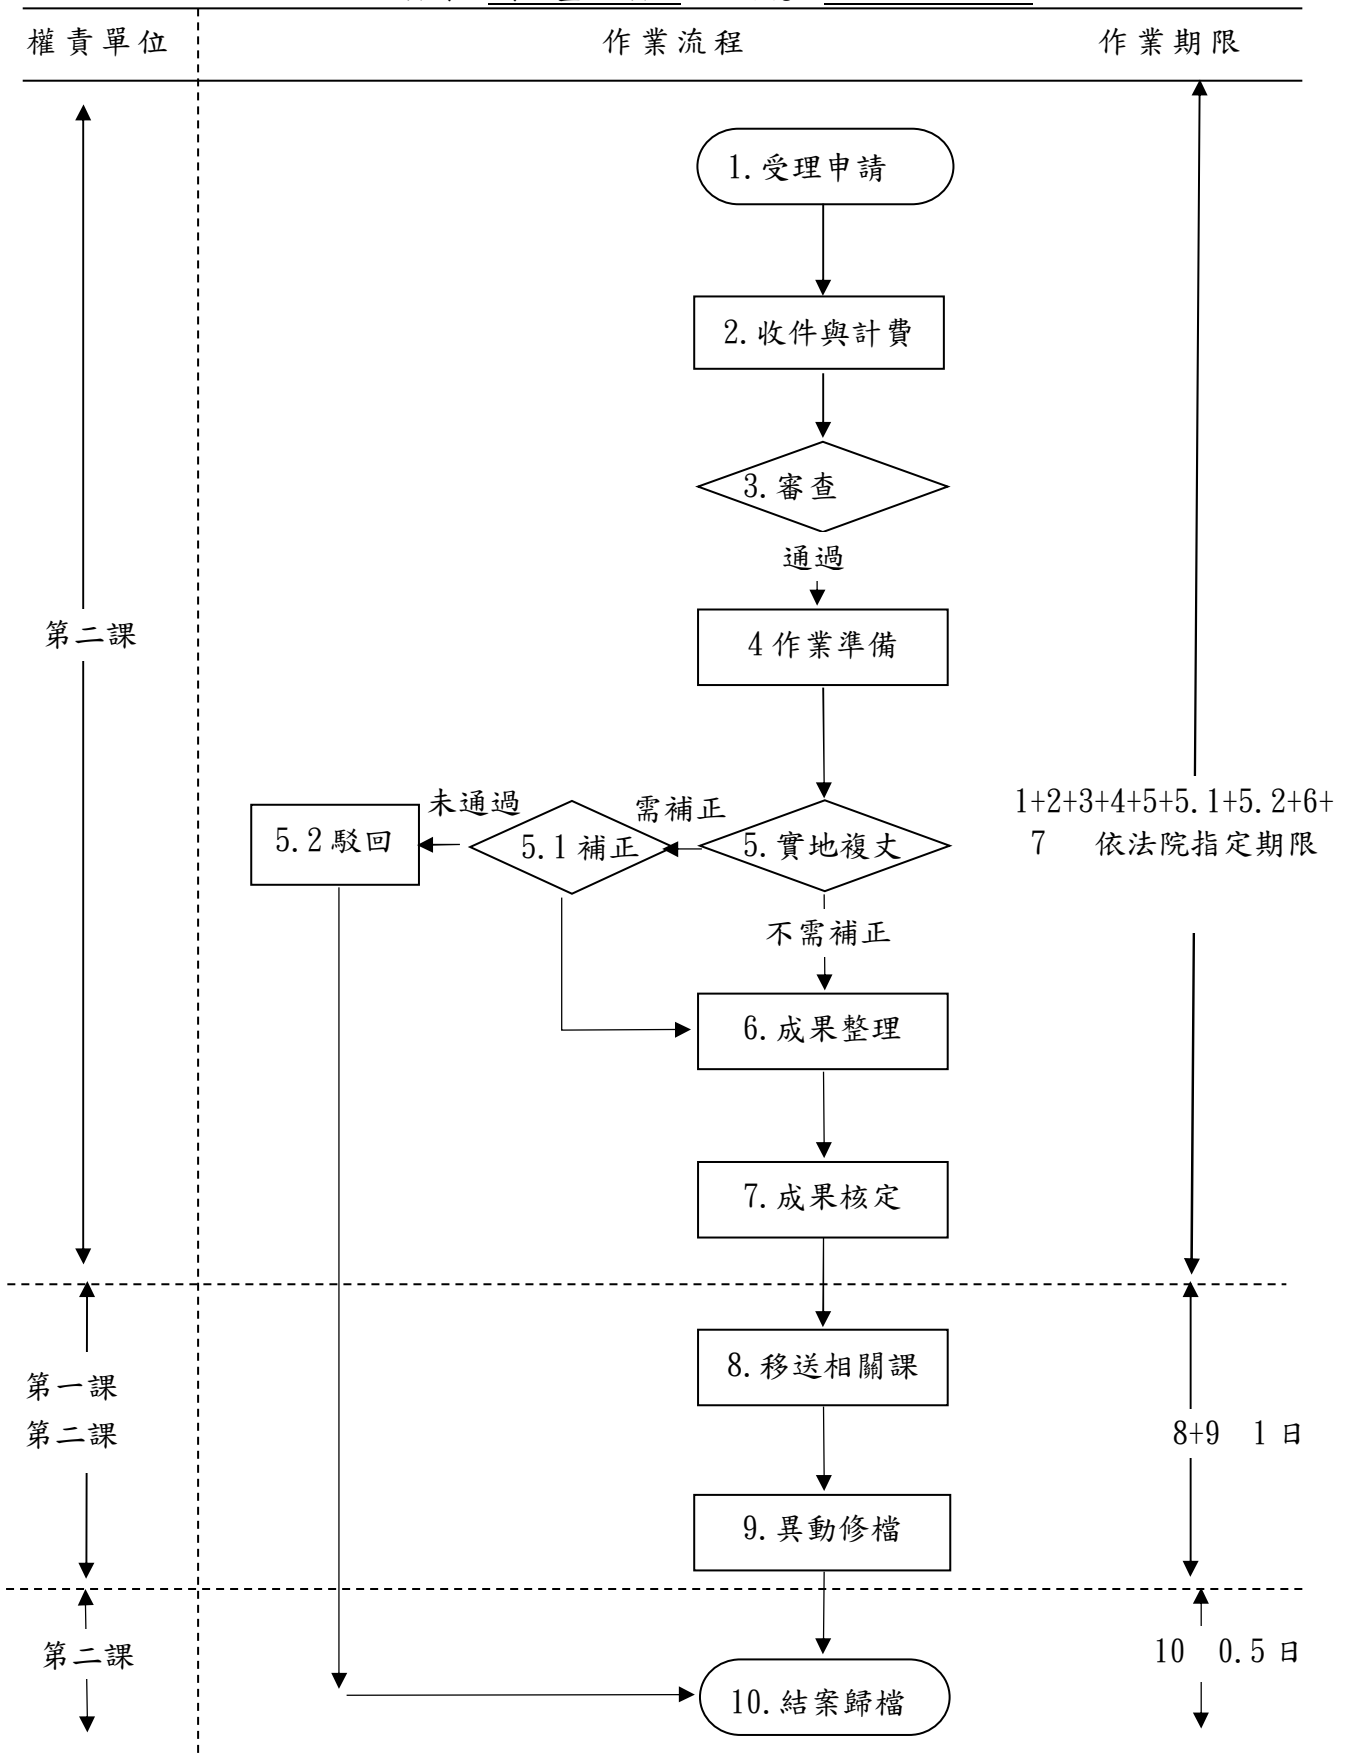 權責單位
作業流程
作業期限
1.受理申請
2.收件與計費
3.審查
通過
第二課
4作業準備
未通過
需補正
5.2駁回
5.1補正
5.實地複丈
1+2+3+4+5+5.1+5.2+6+
7 依法院指定期限
不需補正
6.成果整理
7.成果核定
8.移送相關課
第一課
第二課
8+9 1日
9.異動修檔
第二課
10 0.5日
10.結案歸檔